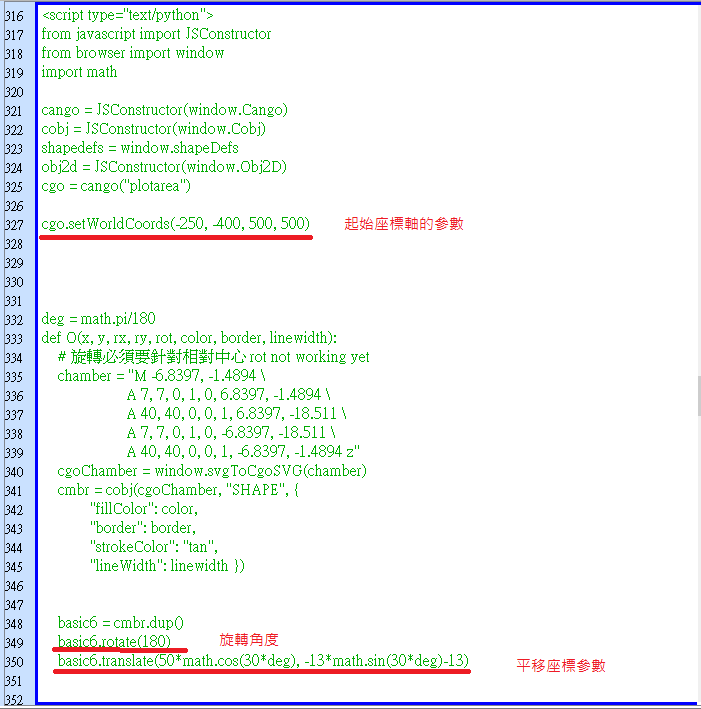 316 <script type="text/python">
317 from javascript import JSConstructor
318 from browser import window
319 import math
320
321 cango = JSConstructor(window.Cango)
322 cobj = JSConstructor(window.Cobj)
323 shapedefs = window.shapeDefs
324 obj2d = JSConstructor(window.Obj2D)
325 cgo = cango("plotarea")
326
327 cgo.setWorldCoords(-250, -400, 500, 500) 起始座標軸的參數
328
329
330
331
332 deg = math.pi/180
333 def O(x, y, rx, ry, rot, color, border, linewidth):
334 # 旋轉必須要針對相對中心 rot not working yet
335 chamber = "M -6.8397, -1.4894 \
336 A 7, 7, 0, 1, 0, 6.8397, -1.4894 \
337 A 40, 40, 0, 0, 1, 6.8397, -18.511 \
338 A 7, 7, 0, 1, 0, -6.8397, -18.511 \
339 A 40, 40, 0, 0, 1, -6.8397, -1.4894 z"
340 cgoChamber = window.svgToCgoSVG(chamber)
341 cmbr = cobj(cgoChamber, "SHAPE", {
342 "fillColor": color,
343 "border": border,
344 "strokeColor": "tan",
345 "lineWidth": linewidth })
346
347
348 basic6 = cmbr.dup()
349 basic6.rotate(180) 旋轉角度
350 basic6.translate(50*math.cos(30*deg), -13*math.sin(30*deg)-13) 平移座標參數
351
352